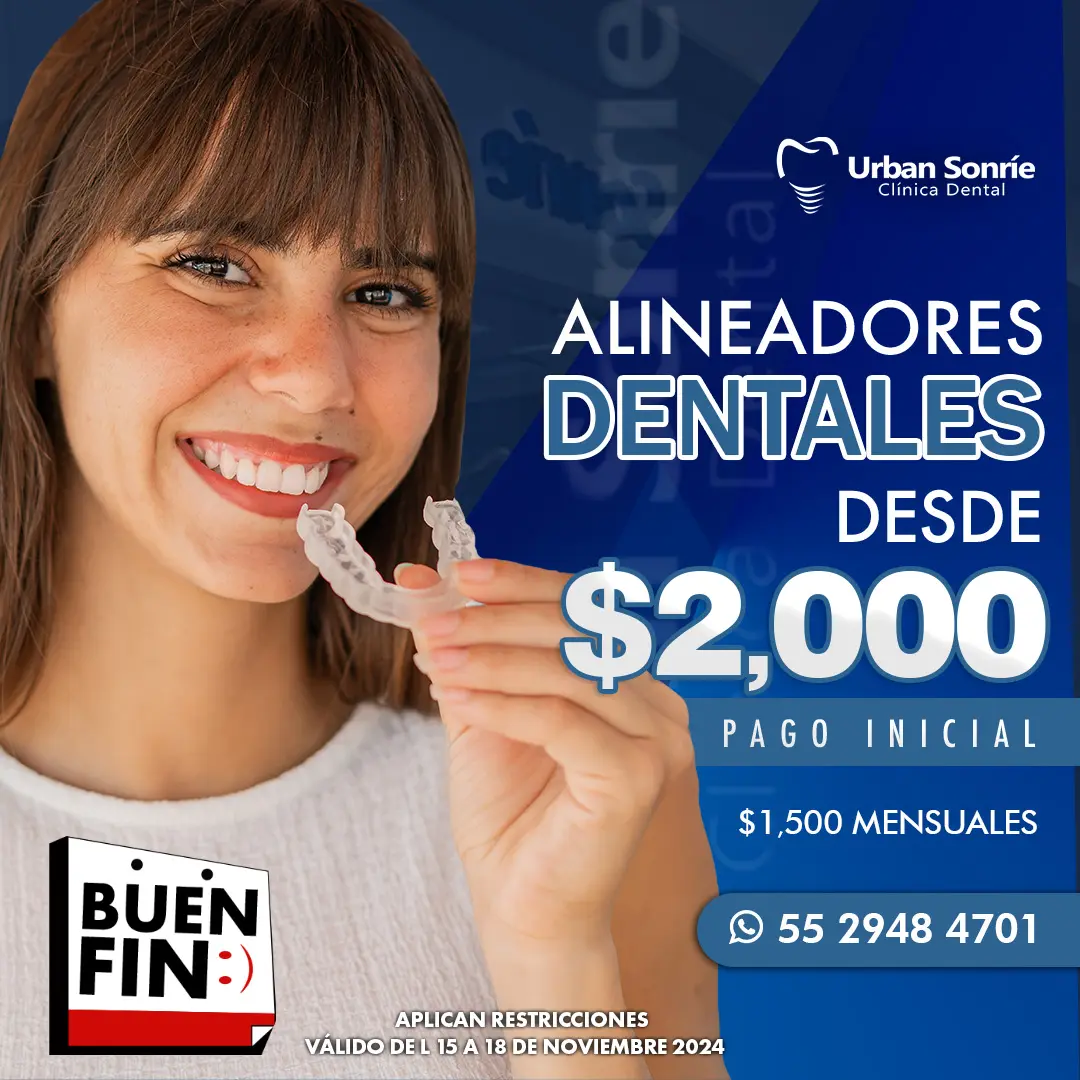 Urban Sonríe
Clínica Dental
ALINEADORES
DENTALES
DESDE
$2,000
PAGO INICIAL
$1,500 MENSUALES
55 2948 4701
BUEN
FIN:)
APLICAN RESTRICCIONES
VÁLIDO DE L 15 A 18 DE NOVIEMBRE 2024